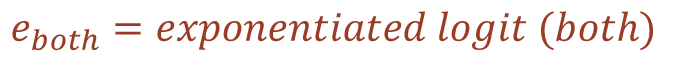 e_both = exponentiated logit (both)